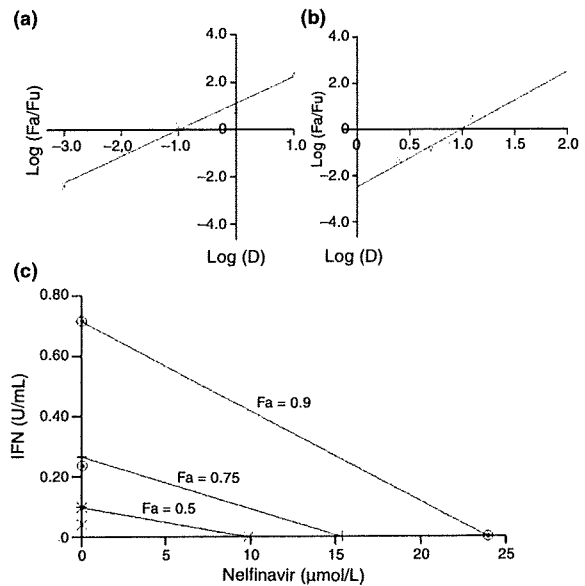 (a)
4.0
2.0
0
−2.0
−4.0
−3.0
−2.0
−1.0
1.0
Log (Fa/Fu)
Log (D)
(b)
4.0
2.0
0
−2.0
−4.0
0
0.5
1.0
1.5
2.0
Log (Fa/Fu)
Log (D)
(c)
0.80
0.60
0.40
0.20
.0
IFN (U/mL)
Fa = 0.9
Fa = 0.75
Fa = 0.5
0
5
10
15
20
25
Nelfinavir (μmol/L)